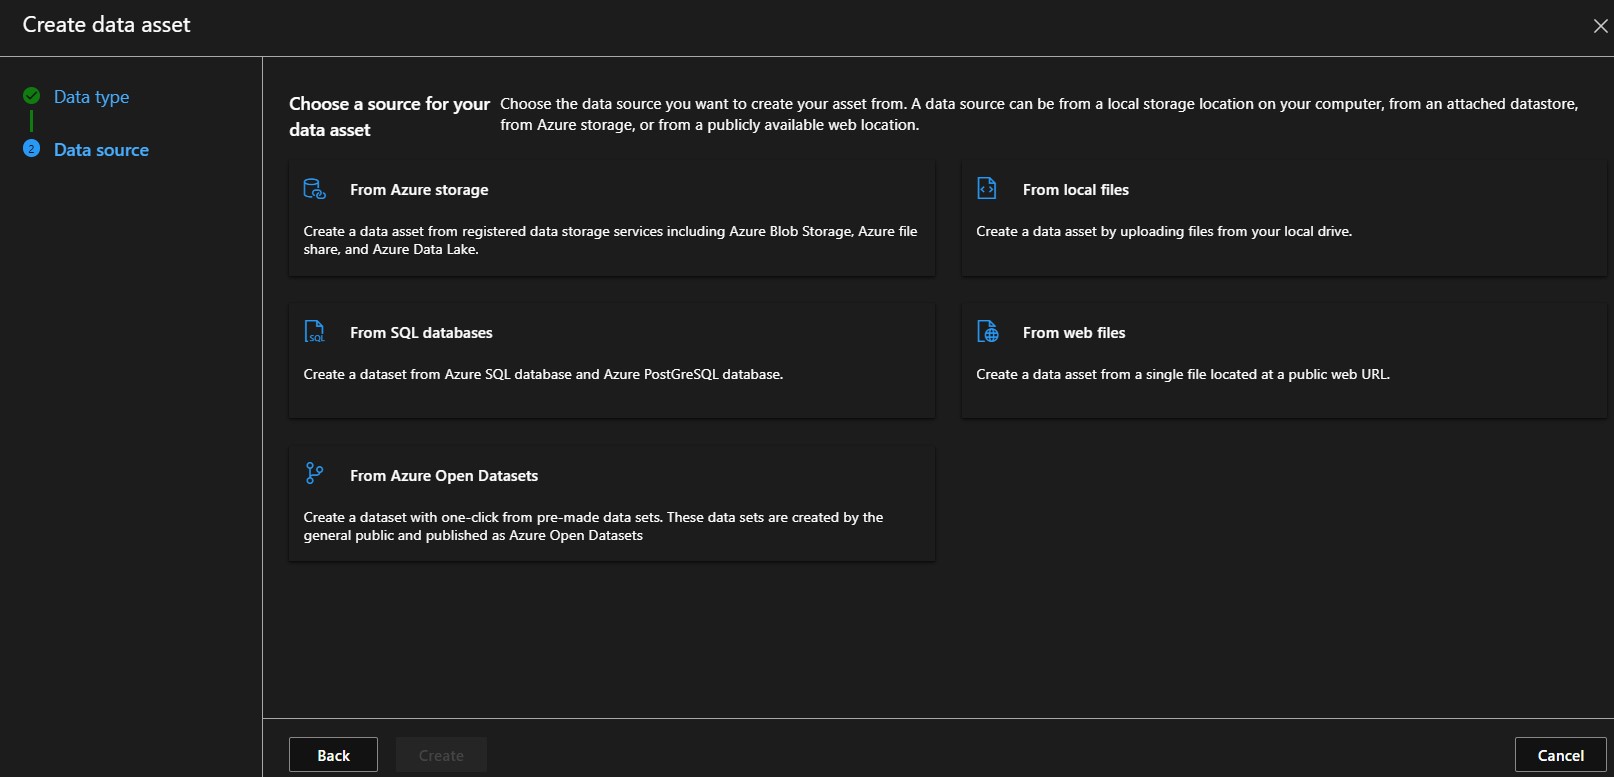 Create data asset
Data type
2
Data source
Choose a source for your
data asset
Choose the data source you want to create your asset from. A data source can be from a local storage location on your computer, from an attached datastore,
from Azure storage, or from a publicly available web location.
From Azure storage
Create a data asset from registered data storage services including Azure Blob Storage, Azure file
share, and Azure Data Lake.
From local files
Create a data asset by uploading files from your local drive.
SQL
From SQL databases
Create a dataset from Azure SQL database and Azure PostGreSQL database.
From web files
Create a data asset from a single file located at a public web URL.
From Azure Open Datasets
Create a dataset with one-click from pre-made data sets. These data sets are created by the
general public and published as Azure Open Datasets
Back
Create
Cancel